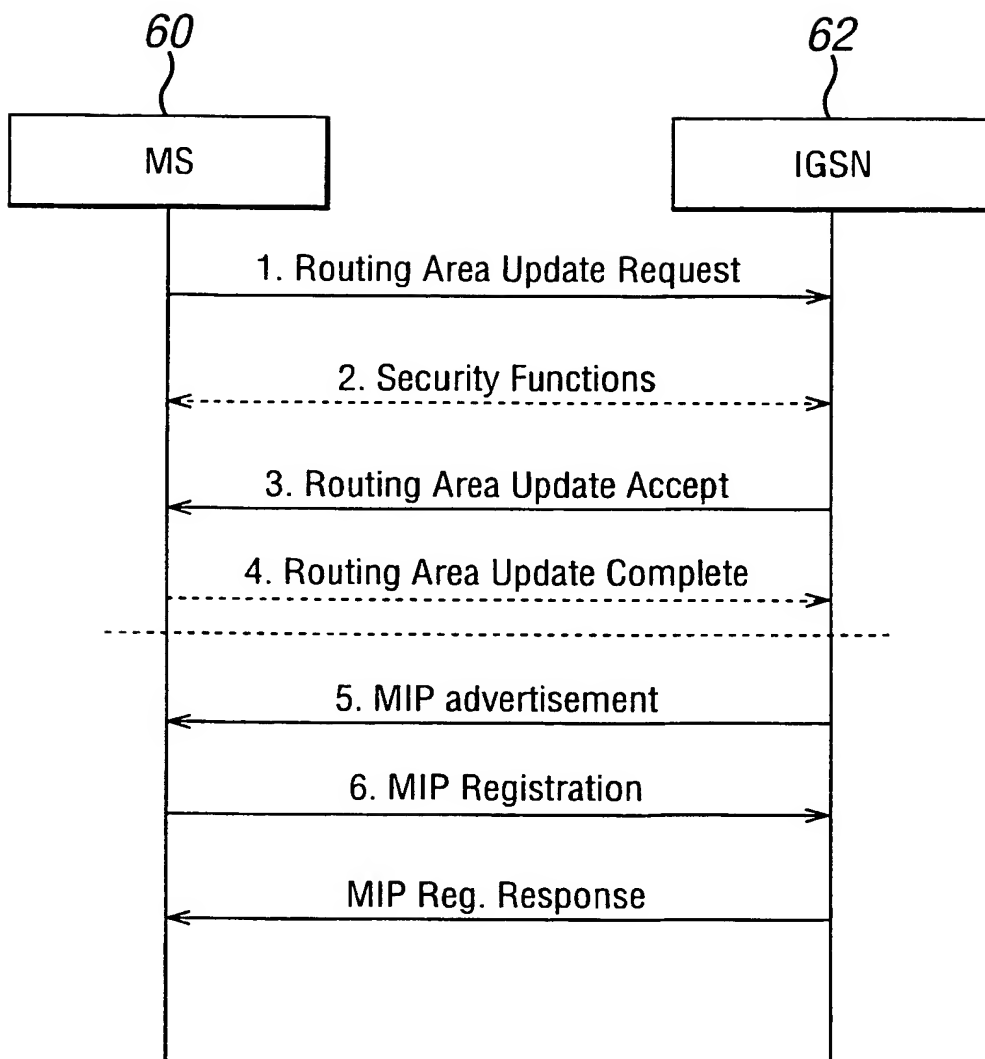 60
62
MS
IGSN
1. Routing Area Update Request
2. Security Functions
3. Routing Area Update Accept
4. Routing Area Update Complete
5. MIP advertisement
6. MIP Registration
MIP Reg. Response